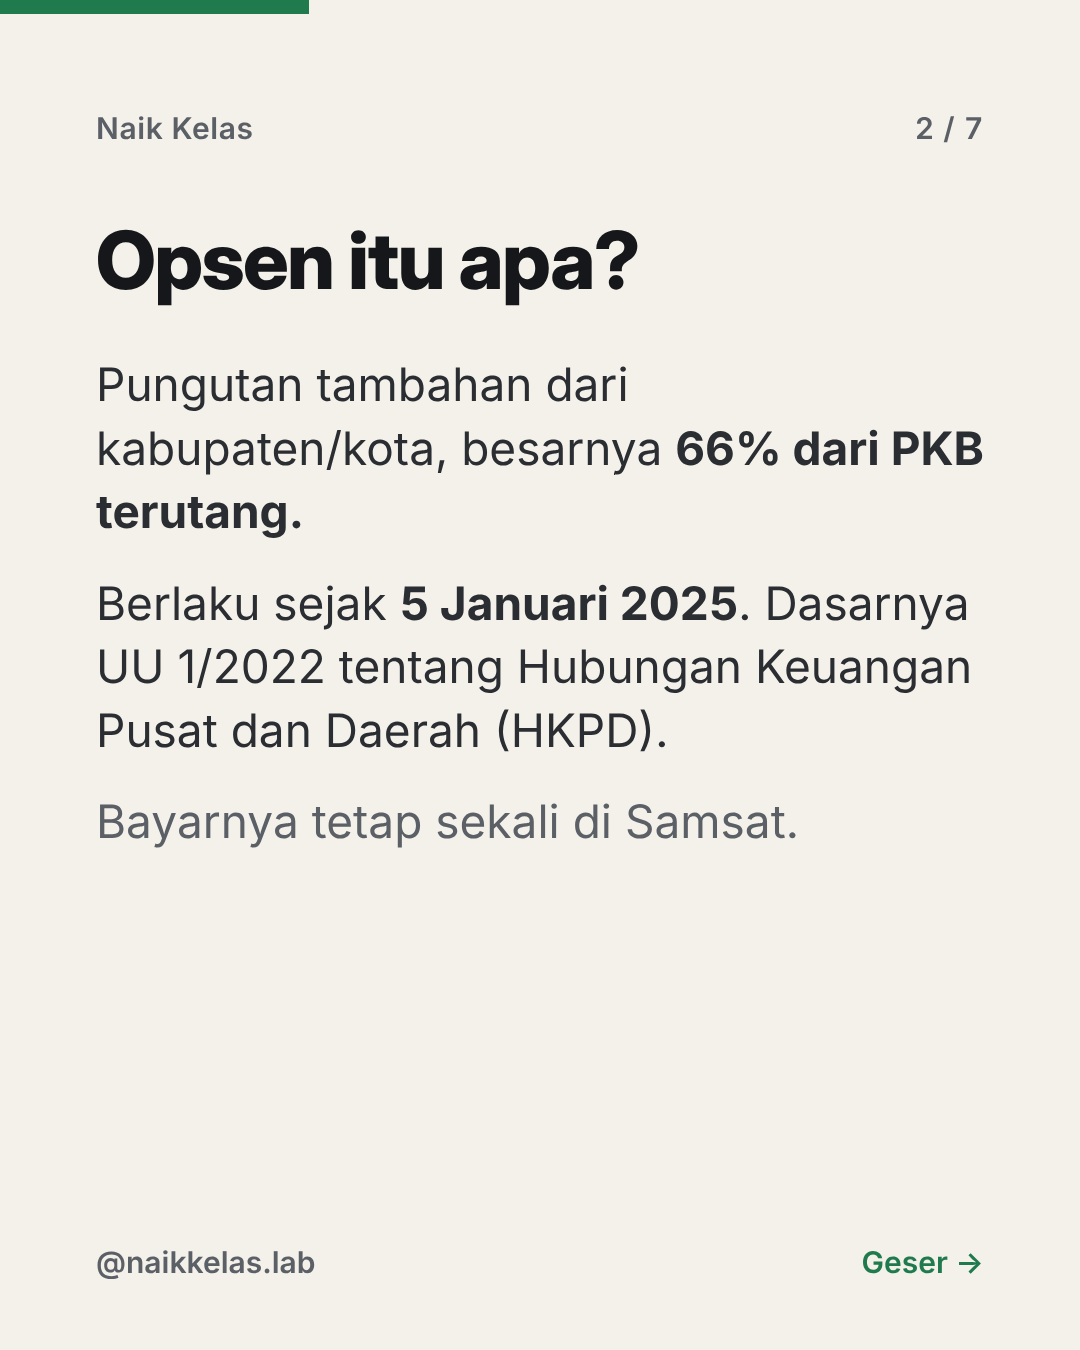 Naik Kelas
2 / 7
Opsen itu apa?
Pungutan tambahan dari
kabupaten/kota, besarnya 66% dari PKB
terutang.
Berlaku sejak 5 Januari 2025. Dasarnya
UU 1/2022 tentang Hubungan Keuangan
Pusat dan Daerah (HKPD).
Bayarnya tetap sekali di Samsat.
@naikkelas.lab
Geser →